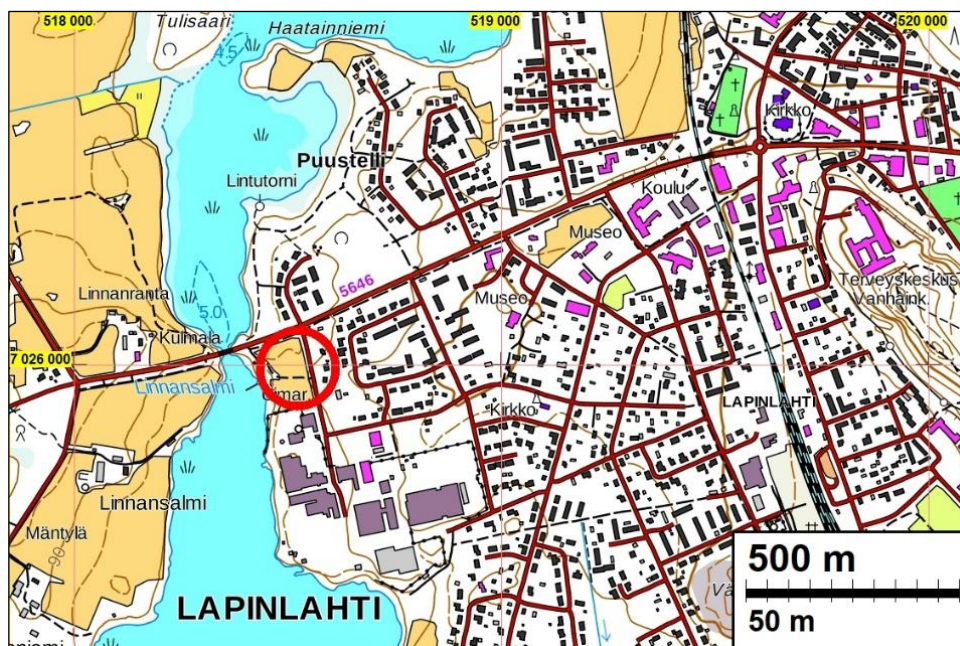 518 000
519 000
520 000
Tulisaari
Haatainniemi
4.5
Kirkko
Puustelli
Lintutorni
Koulu
Museo
5646
Linnanranta
5.0
Museo
Terveyskeskus
Vanhaink.
Kuimala
7 026 000
Linnansalmi
Kirkko
LAPINLAHTI
Linnansalmi
Mäntylä
90
500 m
LAPINLAHTI
50 m